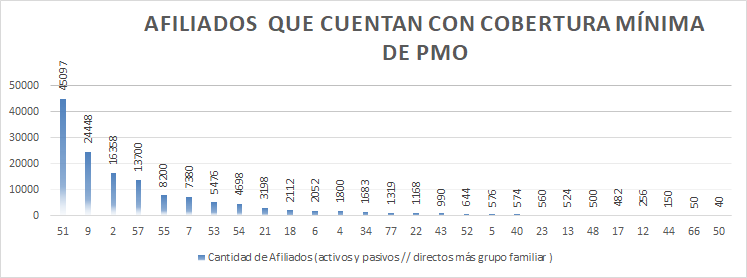 AFILIADOS QUE CUENTAN CON COBERTURA MÍNIMA
DE PMO
45097 24448 16358 13700 8200 7380 5476 4698 3198 2112 2052 1800 1683 1319 1168 990 644 576 574 560 524 500 482 256 150 50 40
50000
40000
30000
20000
10000
0
51 9 2 57 55 7 53 54 21 18 6 4 34 77 22 43 52 5 40 23 13 48 17 12 44 66 50
Cantidad de Afiliados (activos y pasivos // directos más grupo familiar )